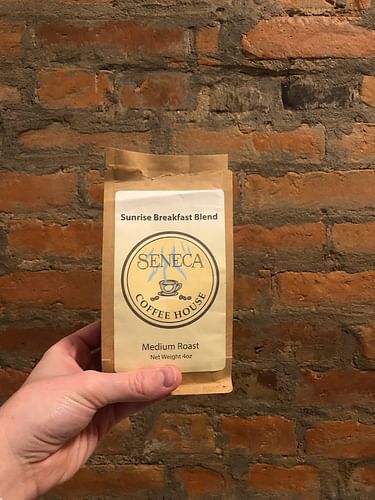 Sunrise Breakfast Blend
SENECA
COFFEE HOUSE
Medium Roast
Net Weight 4oz